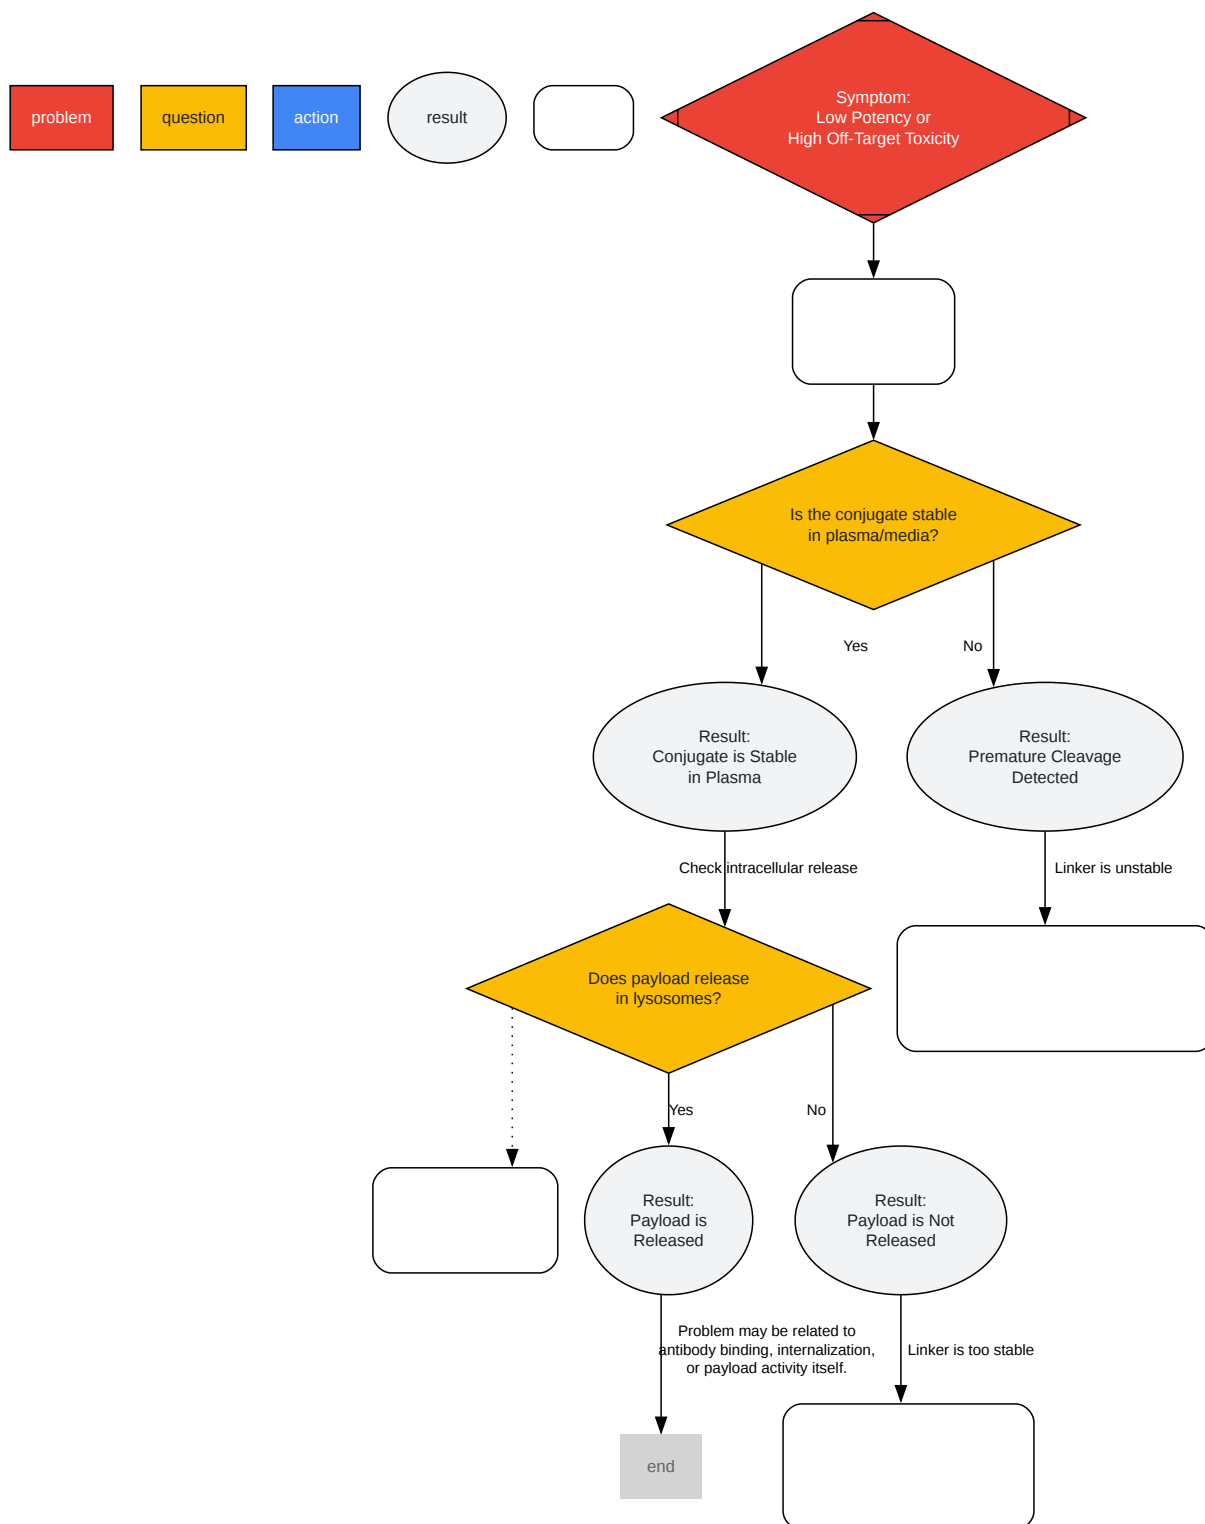 problem
question
action
result
Symptom:
Low Potency or
High Off-Target Toxicity
Is the conjugate stable
in plasma/media?
Yes
No
Result:
Conjugate is Stable
in Plasma
Result:
Premature Cleavage
Detected
Check intracellular release
Linker is unstable
Does payload release
in lysosomes?
Yes
No
Result:
Payload is
Released
Result:
Payload is Not
Released
Problem may be related to
antibody binding, internalization,
or payload activity itself.
Linker is too stable
end